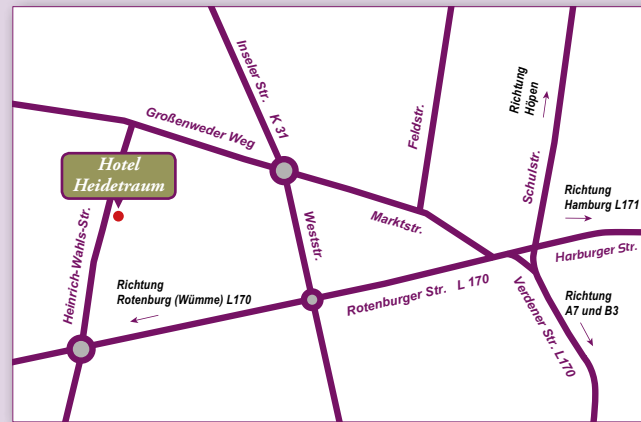 Inseler Str. K 31
Großenweder Weg
Feldstr.
Richtung
Höpen
Schulstr.
Hotel
Heidetraum
Richtung
Hamburg L171
Heinrich-Wahls-Str.
Weststr.
Marktstr.
Harburger Str.
Richtung
Rotenburg (Wümme) L170
Rotenburger Str. L 170
Verdener Str. L170
Richtung
A7 und B3